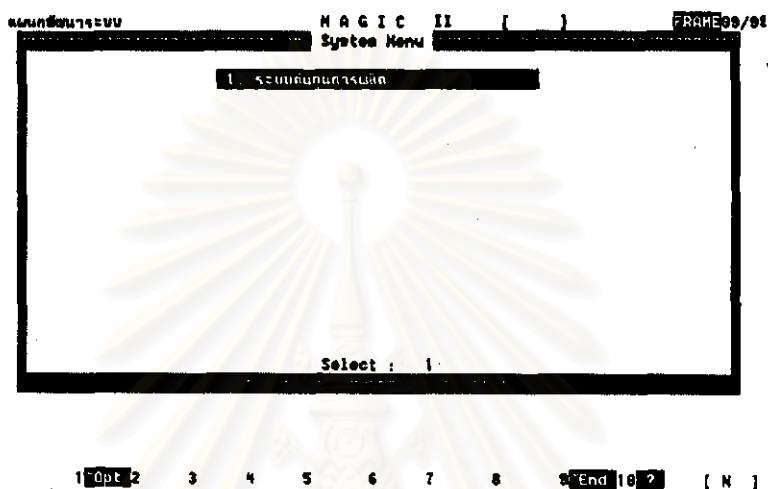 แผนกพัฒนาระบบ M A G I C II [ ] FRAME09/98
System Menu
1. ระบบต้นทุนการผลิต
Select : 1
1 Opt 2 3 4 5 6 7 8 9 End 10 ? [ N ]